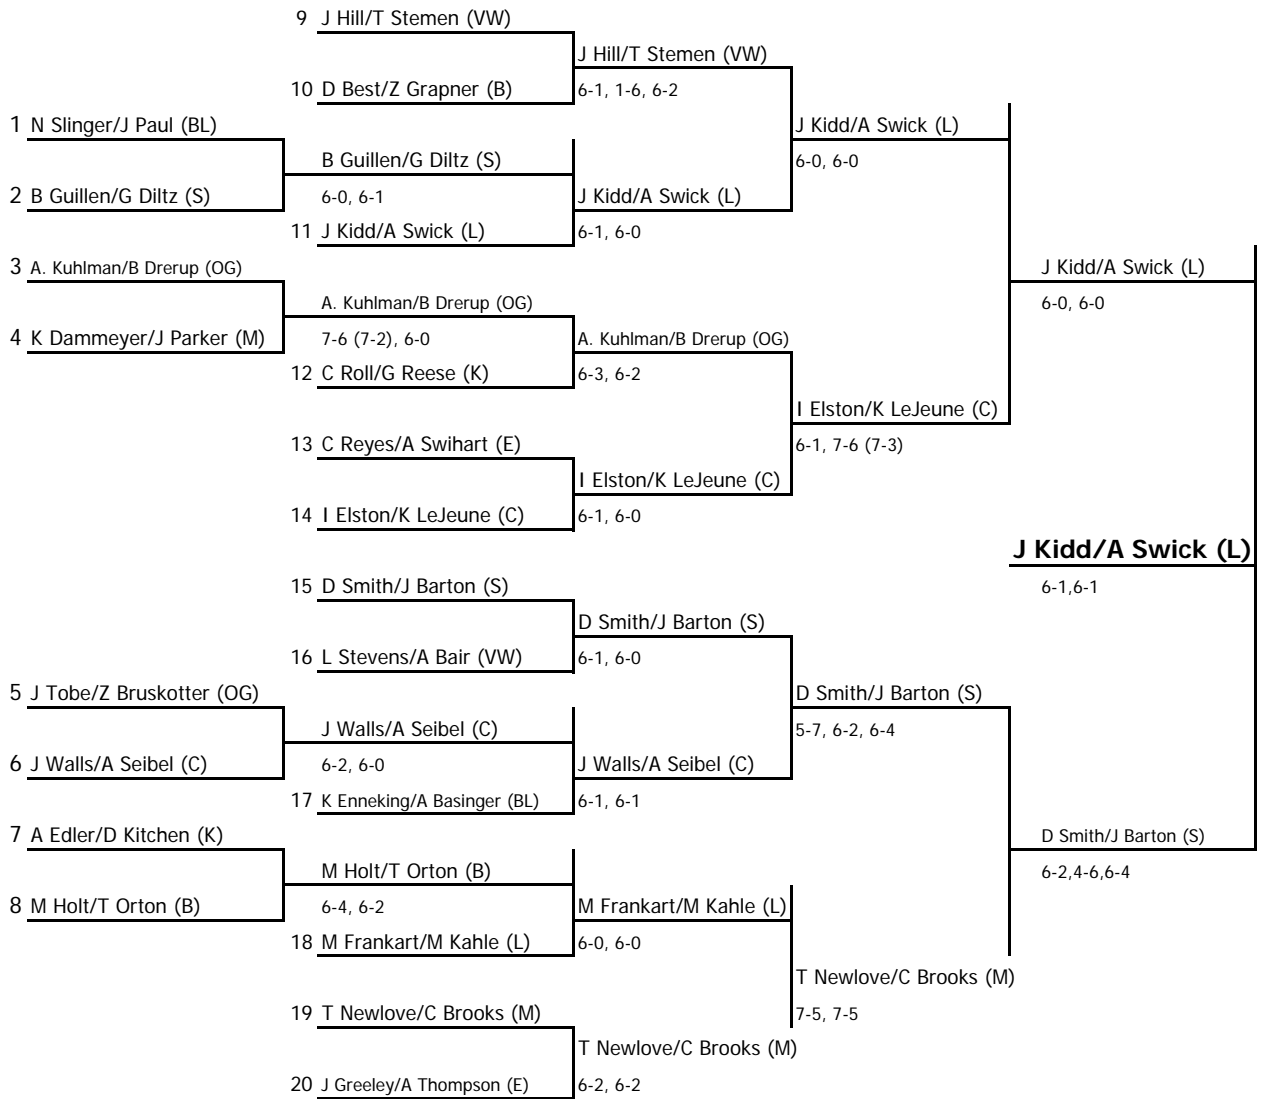 9 J Hill/T Stemen (VW)
J Hill/T Stemen (VW)
10 D Best/Z Grapner (B)
6-1, 1-6, 6-2
1 N Slinger/J Paul (BL)
J Kidd/A Swick (L)
B Guillen/G Diltz (S)
6-0, 6-0
2 B Guillen/G Diltz (S)
6-0, 6-1
J Kidd/A Swick (L)
11 J Kidd/A Swick (L)
6-1, 6-0
3 A. Kuhlman/B Drerup (OG)
J Kidd/A Swick (L)
A. Kuhlman/B Drerup (OG)
6-0, 6-0
4 K Dammeyer/J Parker (M)
7-6 (7-2), 6-0
A. Kuhlman/B Drerup (OG)
12 C Roll/G Reese (K)
6-3, 6-2
I Elston/K LeJeune (C)
13 C Reyes/A Swihart (E)
6-1, 7-6 (7-3)
I Elston/K LeJeune (C)
14 I Elston/K LeJeune (C)
6-1, 6-0
J Kidd/A Swick (L)
15 D Smith/J Barton (S)
6-1,6-1
D Smith/J Barton (S)
16 L Stevens/A Bair (VW)
6-1, 6-0
5 J Tobe/Z Bruskotter (OG)
D Smith/J Barton (S)
J Walls/A Seibel (C)
5-7, 6-2, 6-4
6 J Walls/A Seibel (C)
6-2, 6-0
J Walls/A Seibel (C)
17 K Enneking/A Basinger (BL)
6-1, 6-1
7 A Edler/D Kitchen (K)
D Smith/J Barton (S)
M Holt/T Orton (B)
6-2,4-6,6-4
8 M Holt/T Orton (B)
6-4, 6-2
M Frankart/M Kahle (L)
18 M Frankart/M Kahle (L)
6-0, 6-0
T Newlove/C Brooks (M)
19 T Newlove/C Brooks (M)
7-5, 7-5
T Newlove/C Brooks (M)
20 J Greeley/A Thompson (E)
6-2, 6-2